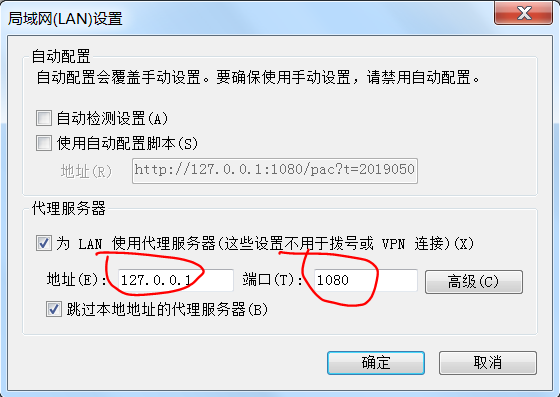 局域网(LAN)设置
自动配置
自动配置会覆盖手动设置。要确保使用手动设置，请禁用自动配置。
自动检测设置(A)
使用自动配置脚本(S)
地址(R) http://127.0.0.1:1080/pac?t=2019050
代理服务器
为 LAN 使用代理服务器(这些设置不用于拨号或 VPN 连接)(X)
地址(E): 127.0.0.1 端口(T): 1080 高级(C)
跳过本地地址的代理服务器(B)
确定 取消